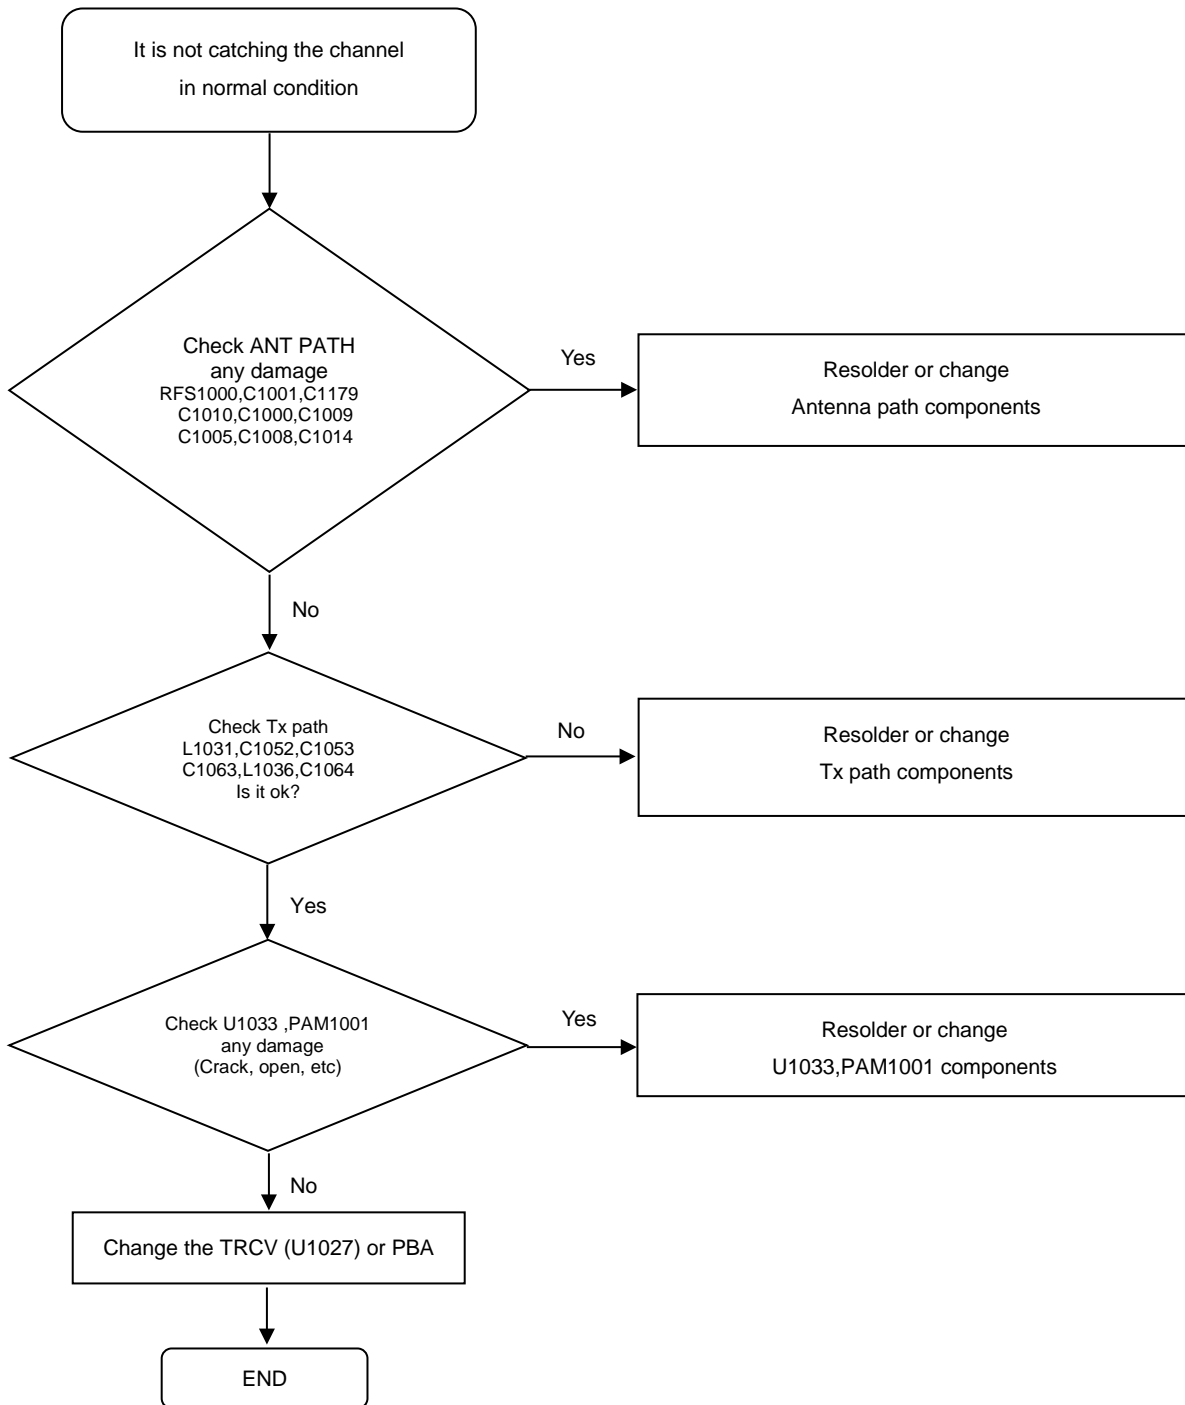 It is not catching the channel
in normal condition
Check ANT PATH
any damage
RFS1000,C1001,C1179
C1010,C1000,C1009
C1005,C1008,C1014
Yes
Resolder or change
Antenna path components
No
Check Tx path
L1031,C1052,C1053
C1063,L1036,C1064
Is it ok?
No
Resolder or change
Tx path components
Yes
Check U1033 ,PAM1001
any damage
(Crack, open, etc)
Yes
Resolder or change
U1033,PAM1001 components
No
Change the TRCV (U1027) or PBA
END